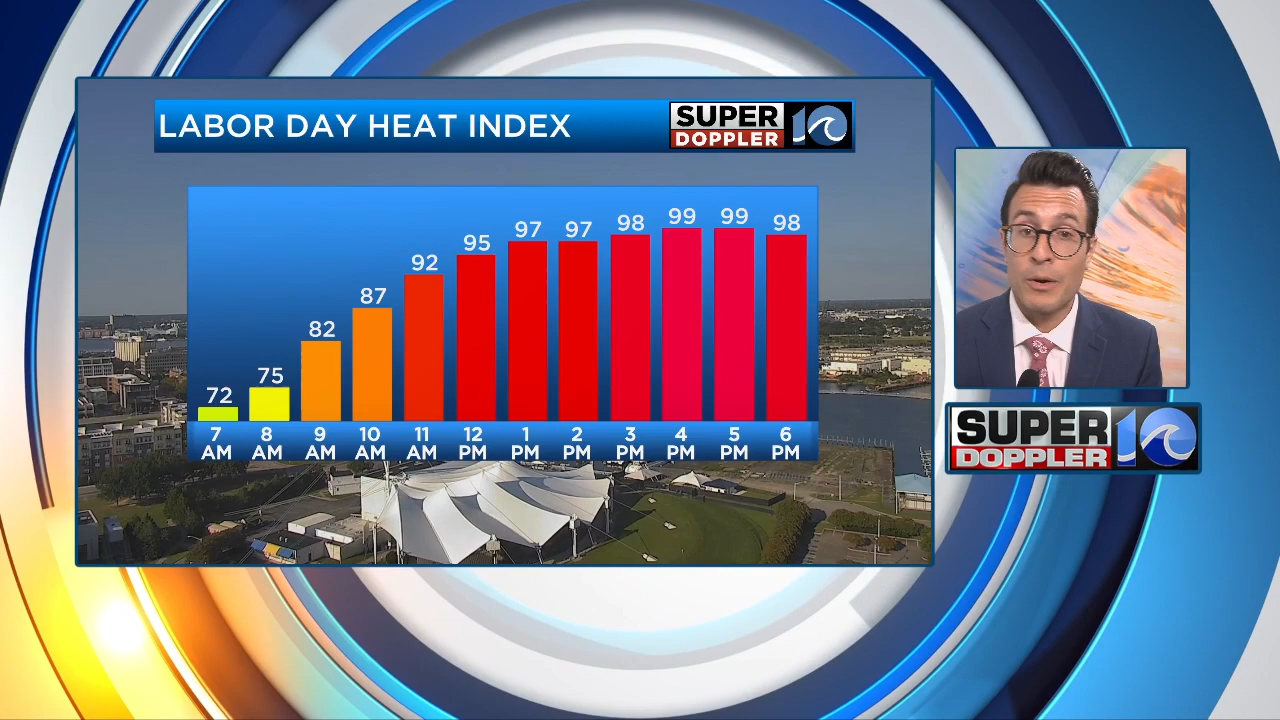 LABOR DAY HEAT INDEX
SUPER
DOPPLER 10
72 75 82 87 92 95 97 97 98 99 99 98
7 8 9 10 11 12 1 2 3 4 5 6
AM AM AM AM AM PM PM PM PM PM PM PM
SUPER
DOPPLER 10